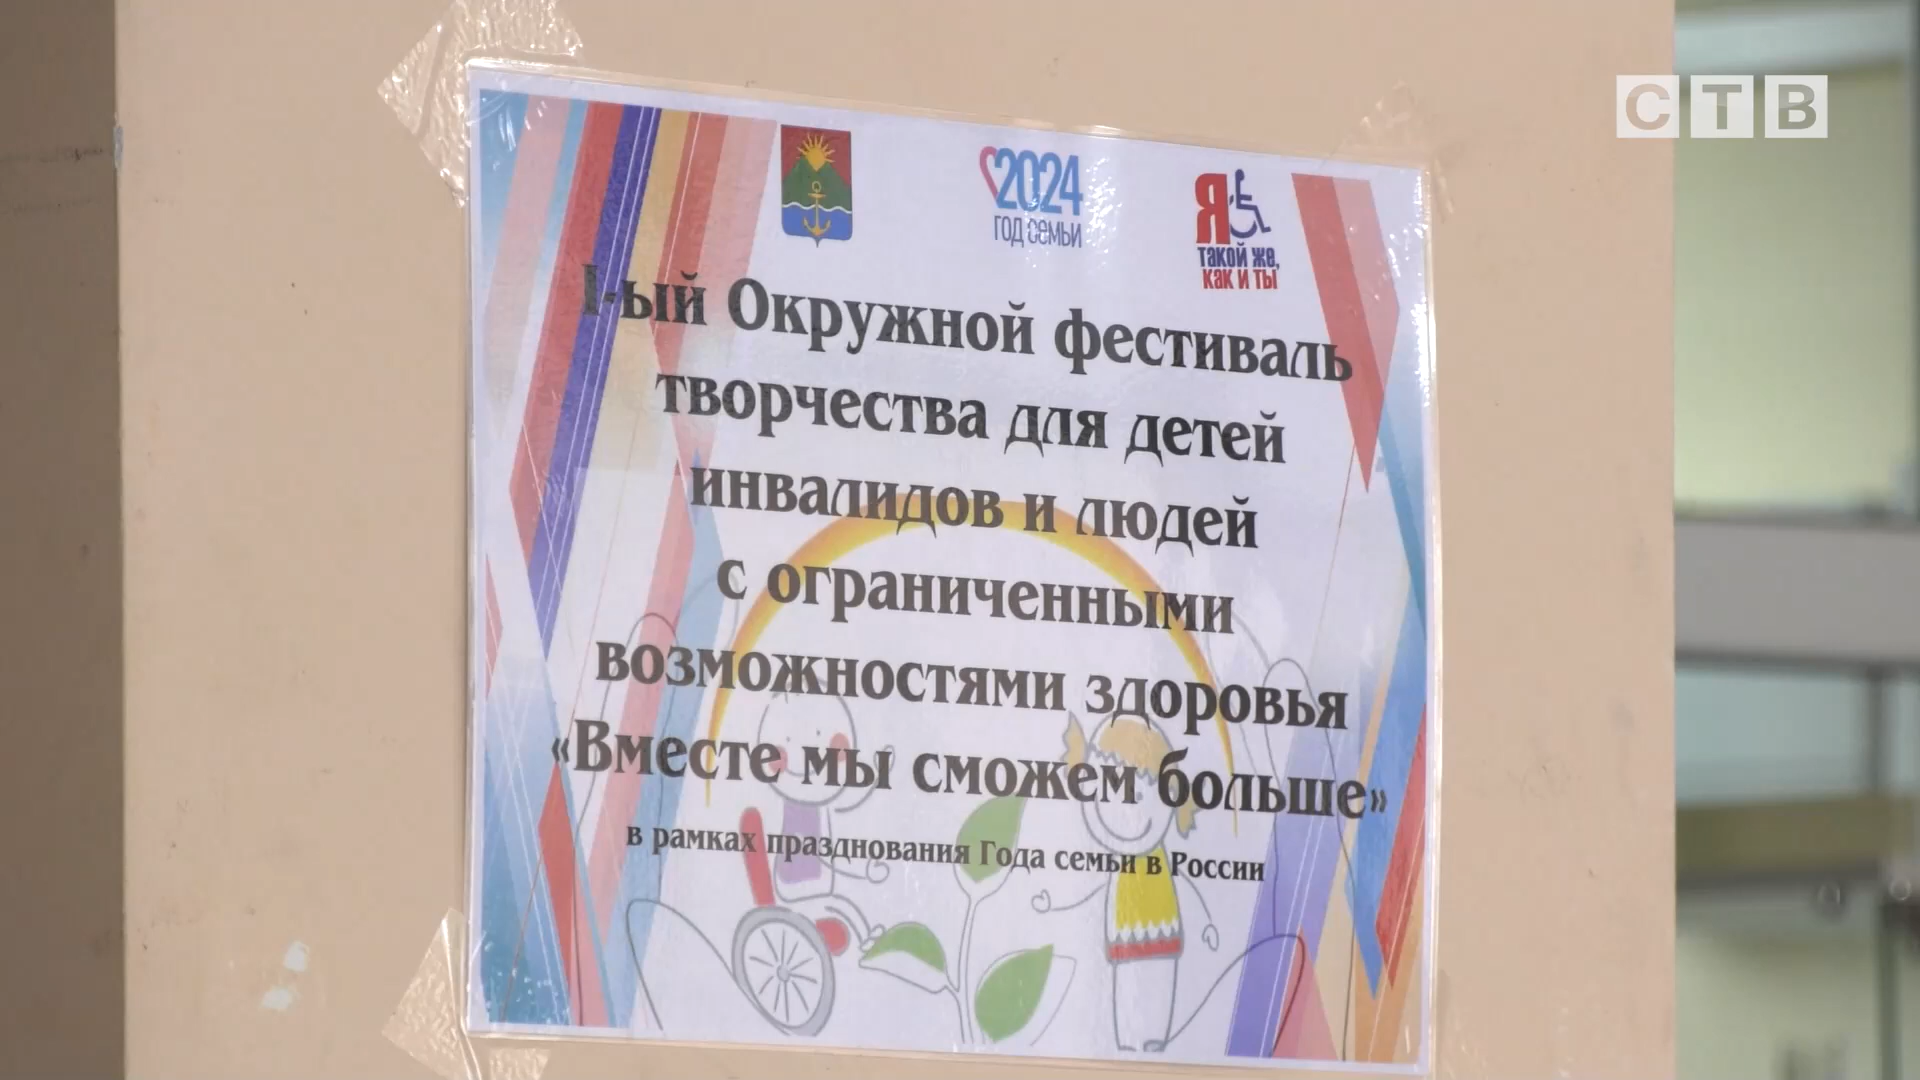 СТВ
2024
ГОД СЕМЬИ
Я
ТАКОЙ ЖЕ,
КАК И ТЫ
I-ый Окружной фестиваль
творчества для детей
инвалидов и людей
с ограниченными
возможностями здоровья
«Вместе мы сможем больше»
в рамках празднования Года семьи в России